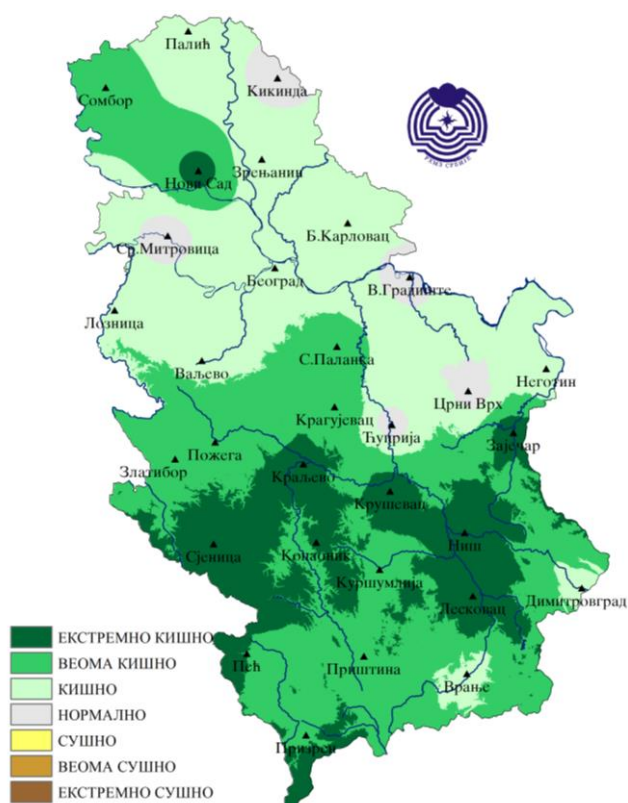 Палић
Кикинда
Сомбор
Зрењанин
Нови Сад
Б.Карловац
Ср.Митровица
Београд
В.Градиште
Лозница
С.Паланка
Ваљево
Неготин
Црни Врх
Крагујевац
Ћуприја
Зајечар
Пожега
Златибор
Краљево
Крушевац
Ниш
Сјеница
Копаоник
Куршумлија
Лесковац
Димитровград
Пећ
Приштина
Врање
Призрен
ЕКСТРЕМНО КИШНО
ВЕОМА КИШНО
КИШНО
НОРМАЛНО
СУШНО
ВЕОМА СУШНО
ЕКСТРЕМНО СУШНО